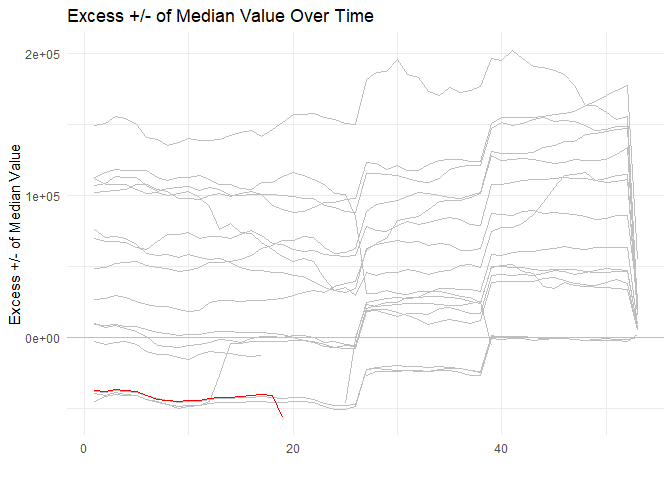 Excess +/- of Median Value Over Time
Excess +/- of Median Value
2e+05
1e+05
0e+00
0
20
40